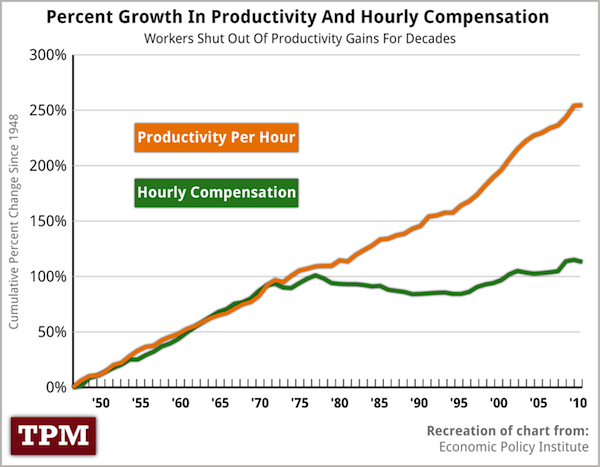 Percent Growth In Productivity And Hourly Compensation
Workers Shut Out Of Productivity Gains For Decades
Cumulative Percent Change Since 1948
300%
250%
200%
150%
100%
50%
0%
Productivity Per Hour
Hourly Compensation
'50 '55 '60 '65 '70 '75 '80 '85 '90 '95 '00 '05 '10
TPM
Recreation of chart from:
Economic Policy Institute